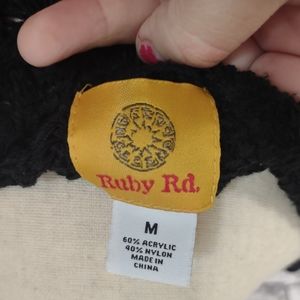 Ruby Rd.
M
60% ACRYLIC
40% NYLON
MADE IN
CHINA